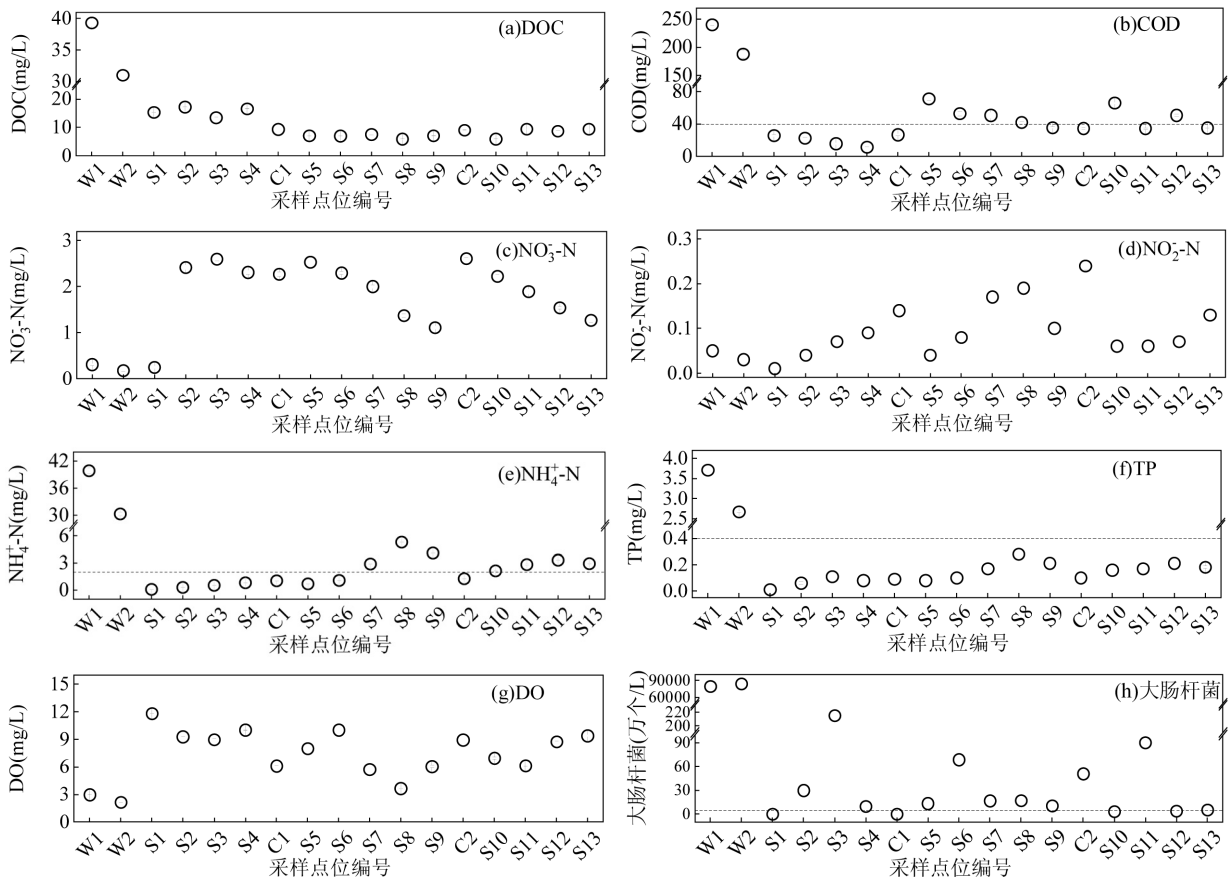 (a)DOC
DOC(mg/L)
40
35
30
20
10
0
W1 W2 S1 S2 S3 S4 C1 S5 S6 S7 S8 S9 C2 S10 S11 S12 S13
采样点位编号
(b)COD
COD(mg/L)
250
200
150
80
40
0
W1 W2 S1 S2 S3 S4 C1 S5 S6 S7 S8 S9 C2 S10 S11 S12 S13
采样点位编号
(c)NO₃⁻-N
NO₃⁻-N(mg/L)
3
2
1
0
W1 W2 S1 S2 S3 S4 C1 S5 S6 S7 S8 S9 C2 S10 S11 S12 S13
采样点位编号
(d)NO₂⁻-N
NO₂⁻-N(mg/L)
0.3
0.2
0.1
0.0
W1 W2 S1 S2 S3 S4 C1 S5 S6 S7 S8 S9 C2 S10 S11 S12 S13
采样点位编号
(e)NH₄⁺-N
NH₄⁺-N(mg/L)
42
36
30
6
3
0
W1 W2 S1 S2 S3 S4 C1 S5 S6 S7 S8 S9 C2 S10 S11 S12 S13
采样点位编号
(f)TP
TP(mg/L)
4.0
3.5
3.0
2.5
0.4
0.2
0.0
W1 W2 S1 S2 S3 S4 C1 S5 S6 S7 S8 S9 C2 S10 S11 S12 S13
采样点位编号
(g)DO
DO(mg/L)
15
12
9
6
3
0
W1 W2 S1 S2 S3 S4 C1 S5 S6 S7 S8 S9 C2 S10 S11 S12 S13
采样点位编号
(h)大肠杆菌
大肠杆菌(万个/L)
90000
60000
220
200
90
60
30
0
W1 W2 S1 S2 S3 S4 C1 S5 S6 S7 S8 S9 C2 S10 S11 S12 S13
采样点位编号